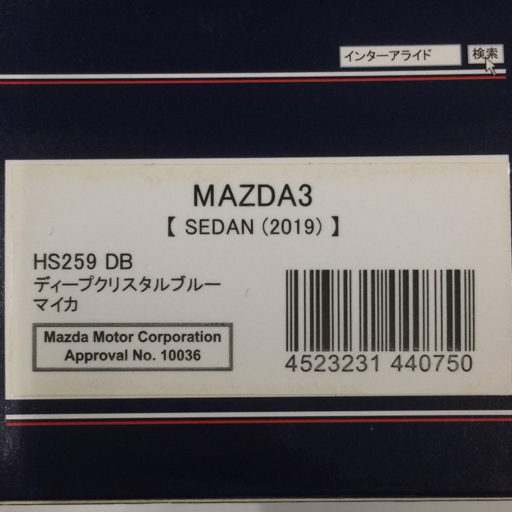 インターアライド 検索
MAZDA3
【 SEDAN (2019) 】
HS259 DB
ディープクリスタルブルー
マイカ
Mazda Motor Corporation
Approval No. 10036
4523231 440750